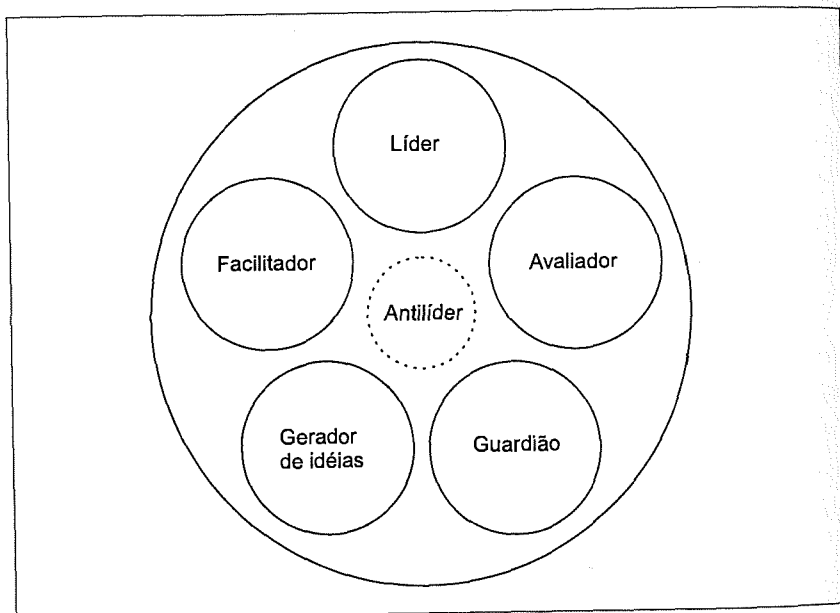 Líder
Facilitador
Avaliador
Antilíder
Gerador
de idéias
Guardião